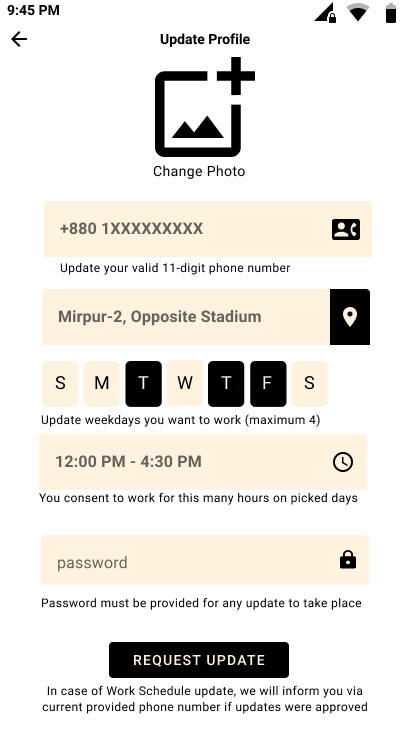 9:45 PM
Update Profile
Change Photo
+880 1XXXXXXXXX
Update your valid 11-digit phone number
Mirpur-2, Opposite Stadium
S M T W T F S
Update weekdays you want to work (maximum 4)
12:00 PM - 4:30 PM
You consent to work for this many hours on picked days
password
Password must be provided for any update to take place
REQUEST UPDATE
In case of Work Schedule update, we will inform you via
current provided phone number if updates were approved